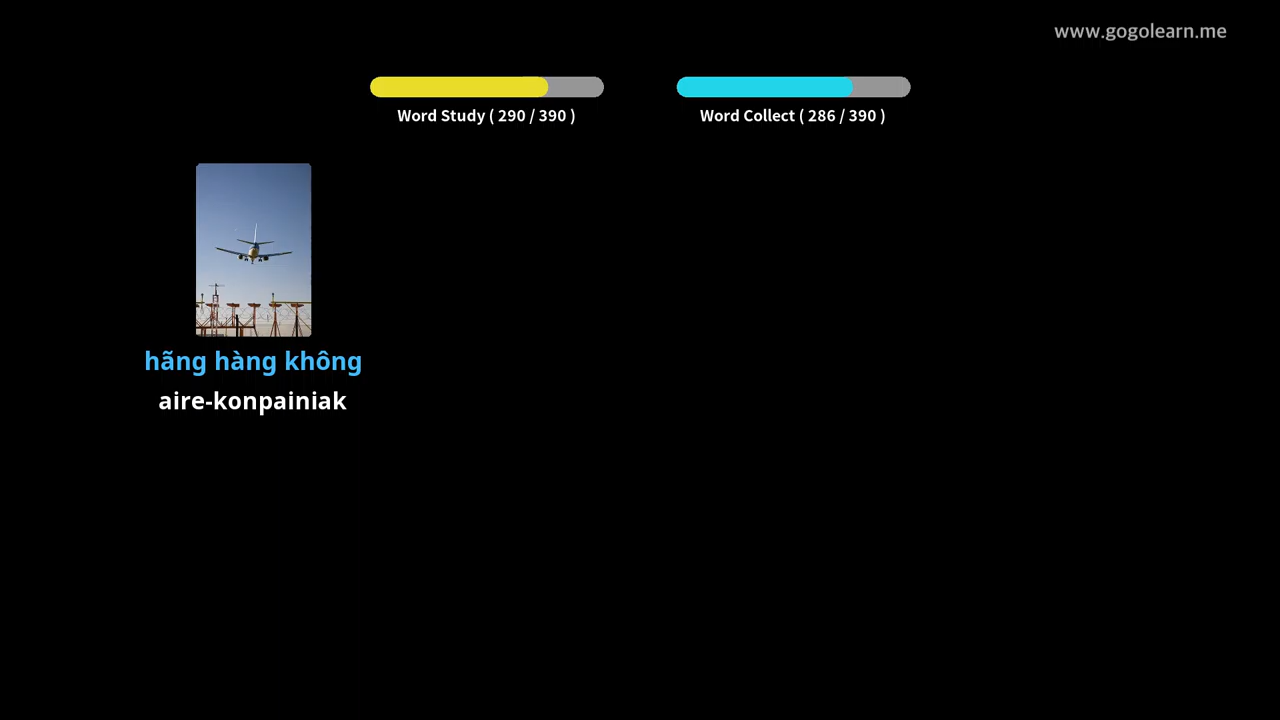 www.gogolearn.me
Word Study ( 290 / 390 )
Word Collect ( 286 / 390 )
hãng hàng không
aire-konpainiak